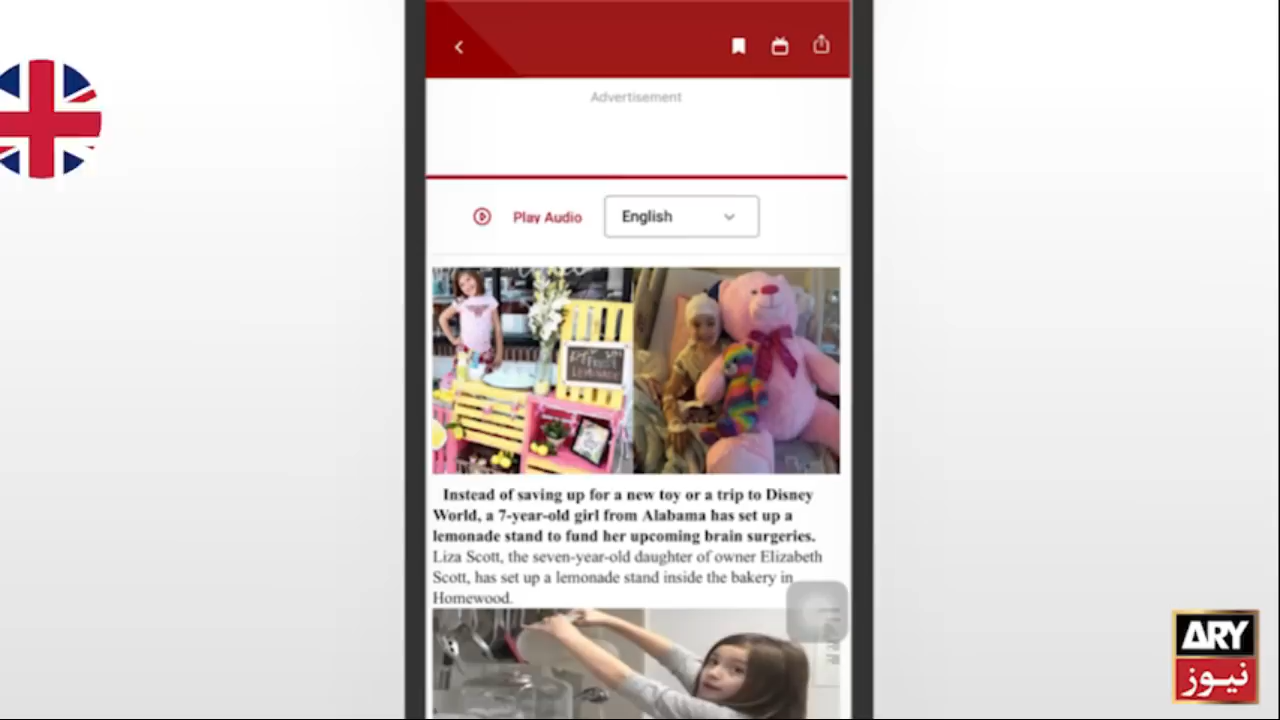 Advertisement
Play Audio
English
LEMONADE
Instead of saving up for a new toy or a trip to Disney
World, a 7-year-old girl from Alabama has set up a
lemonade stand to fund her upcoming brain surgeries.
Liza Scott, the seven-year-old daughter of owner Elizabeth
Scott, has set up a lemonade stand inside the bakery in
Homewood.
ARY
نیوز